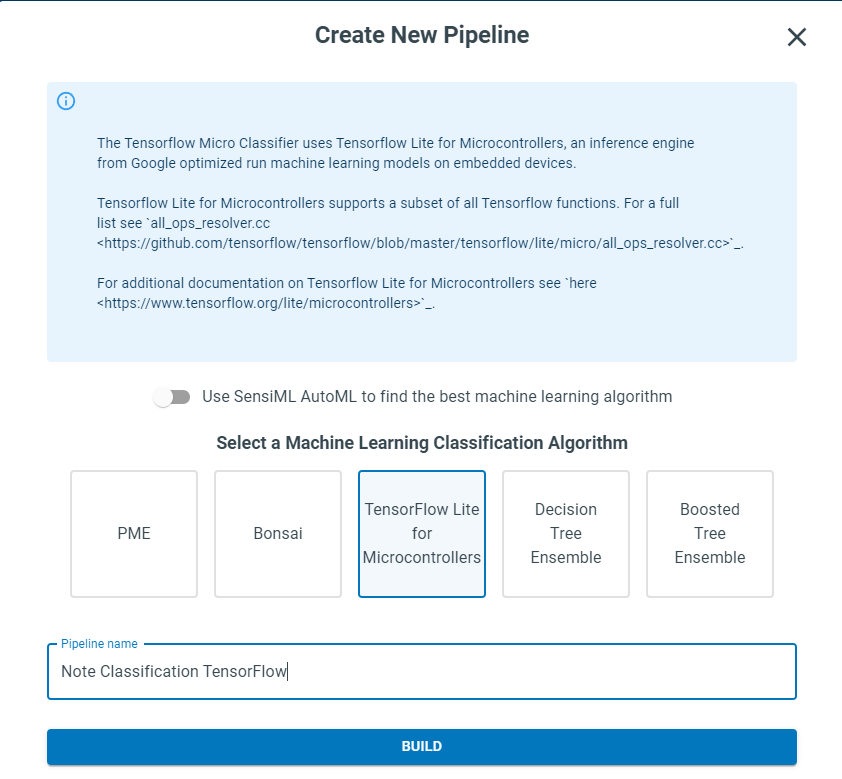 Create New Pipeline
The Tensorflow Micro Classifier uses Tensorflow Lite for Microcontrollers, an inference engine
from Google optimized run machine learning models on embedded devices.
Tensorflow Lite for Microcontrollers supports a subset of all Tensorflow functions. For a full
list see `all_ops_resolver.cc
<https://github.com/tensorflow/tensorflow/blob/master/tensorflow/lite/micro/all_ops_resolver.cc>`_.
For additional documentation on Tensorflow Lite for Microcontrollers see `here
<https://www.tensorflow.org/lite/microcontrollers>`_.
Use SensiML AutoML to find the best machine learning algorithm
Select a Machine Learning Classification Algorithm
PME
Bonsai
TensorFlow Lite
for
Microcontrollers
Decision
Tree
Ensemble
Boosted
Tree
Ensemble
Pipeline name
Note Classification TensorFlow
BUILD